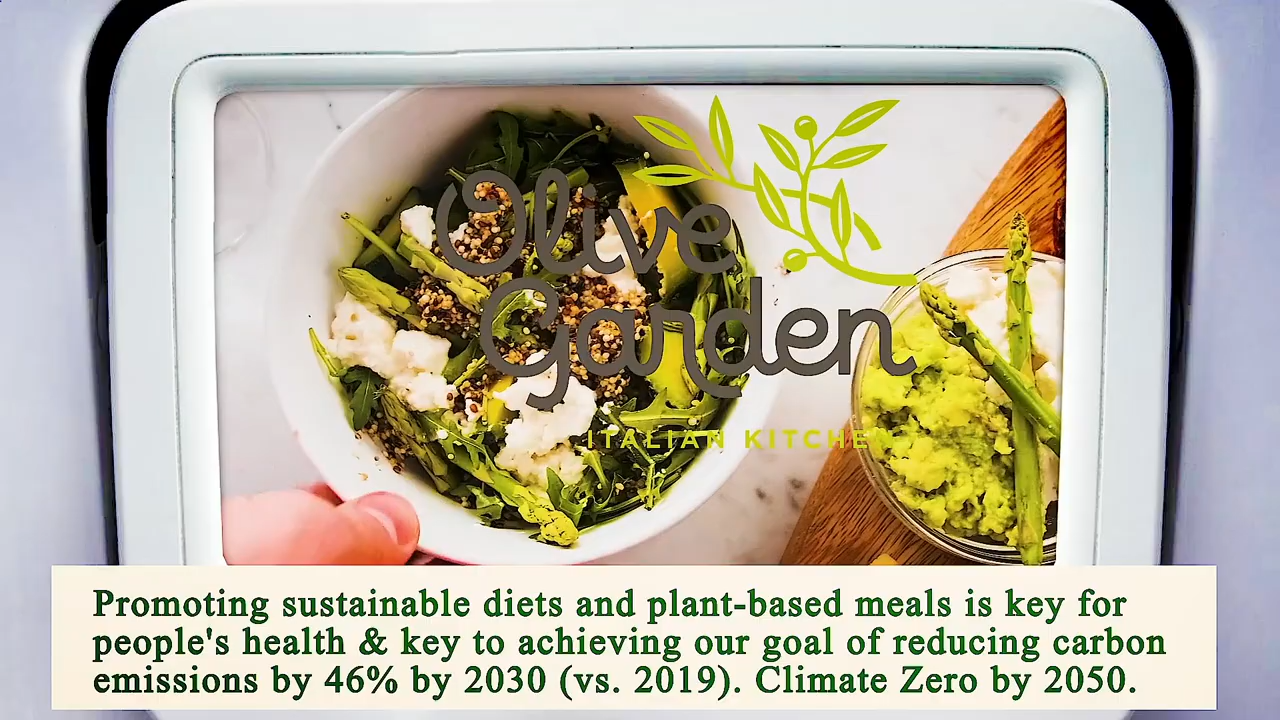 Olive
Garden
ITALIAN KITCHEN
Promoting sustainable diets and plant-based meals is key for
people's health & key to achieving our goal of reducing carbon
emissions by 46% by 2030 (vs. 2019). Climate Zero by 2050.